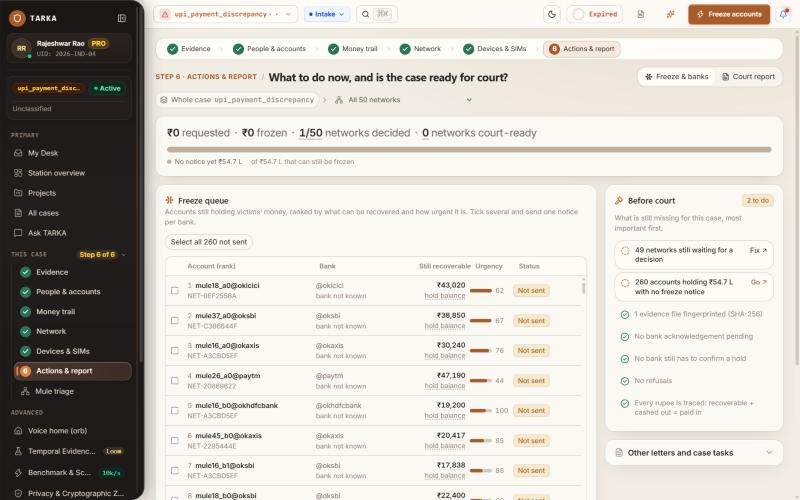 TARKA
RR
Rajeshwar Rao PRO
UID: 2026-IND-04
upi_payment_disc… • Active
Unclassified
PRIMARY
My Desk
Station overview
Projects
All cases
Ask TARKA
THIS CASE Step 6 of 6
Evidence
People & accounts
Money trail
Network
Devices & SIMs
6 Actions & report
Mule triage
ADVANCED
Voice home (orb)
Temporal Evidenc… Loom
Benchmark & Sc… 10k/s
Privacy & Cryptographic Z…
upi_payment_discrepancy · ·
• Intake
⌘K
Expired
Freeze accounts
Evidence
People & accounts
Money trail
Network
Devices & SIMs
6 Actions & report
STEP 6 · ACTIONS & REPORT / What to do now, and is the case ready for court?
Freeze & banks
Court report
Whole case upi_payment_discrepancy
All 50 networks
₹0 requested · ₹0 frozen · 1/50 networks decided · 0 networks court-ready
No notice yet ₹54.7 L of ₹54.7 L that can still be frozen
Freeze queue
Accounts still holding victims' money, ranked by what can be recovered and how urgent it is. Tick several and send one notice
per bank.
Select all 260 not sent
Account (rank) Bank Still recoverable Urgency Status
1 mule18_a0@okicici @okicici ₹43,020 62 Not sent
NET-0EF255BA bank not known hold balance
2 mule37_a0@oksbi @oksbi ₹38,850 67 Not sent
NET-C386644F bank not known hold balance
3 mule16_a0@okaxis @okaxis ₹30,240 76 Not sent
NET-A3CBD5EF bank not known hold balance
4 mule26_a0@paytm @paytm ₹47,190 44 Not sent
NET-20869622 bank not known hold balance
5 mule16_b0@okhdfcbank @okhdfcbank ₹19,200 100 Not sent
NET-A3CBD5EF bank not known hold balance
6 mule45_b0@okaxis @okaxis ₹20,417 85 Not sent
NET-2295444E bank not known hold balance
7 mule16_b1@oksbi @oksbi ₹17,838 86 Not sent
NET-A3CBD5EF bank not known hold balance
8 mule18_b0@oksbi @oksbi ₹22,400 Not sent
Before court 2 to do
What is still missing for this case, most
important first.
49 networks still waiting for a
decision
Fix ↗
260 accounts holding ₹54.7 L
with no freeze notice
Go ↗
1 evidence file fingerprinted (SHA-256)
No bank acknowledgement pending
No bank still has to confirm a hold
No refusals
Every rupee is traced: recoverable +
cashed out = paid in
Other letters and case tasks